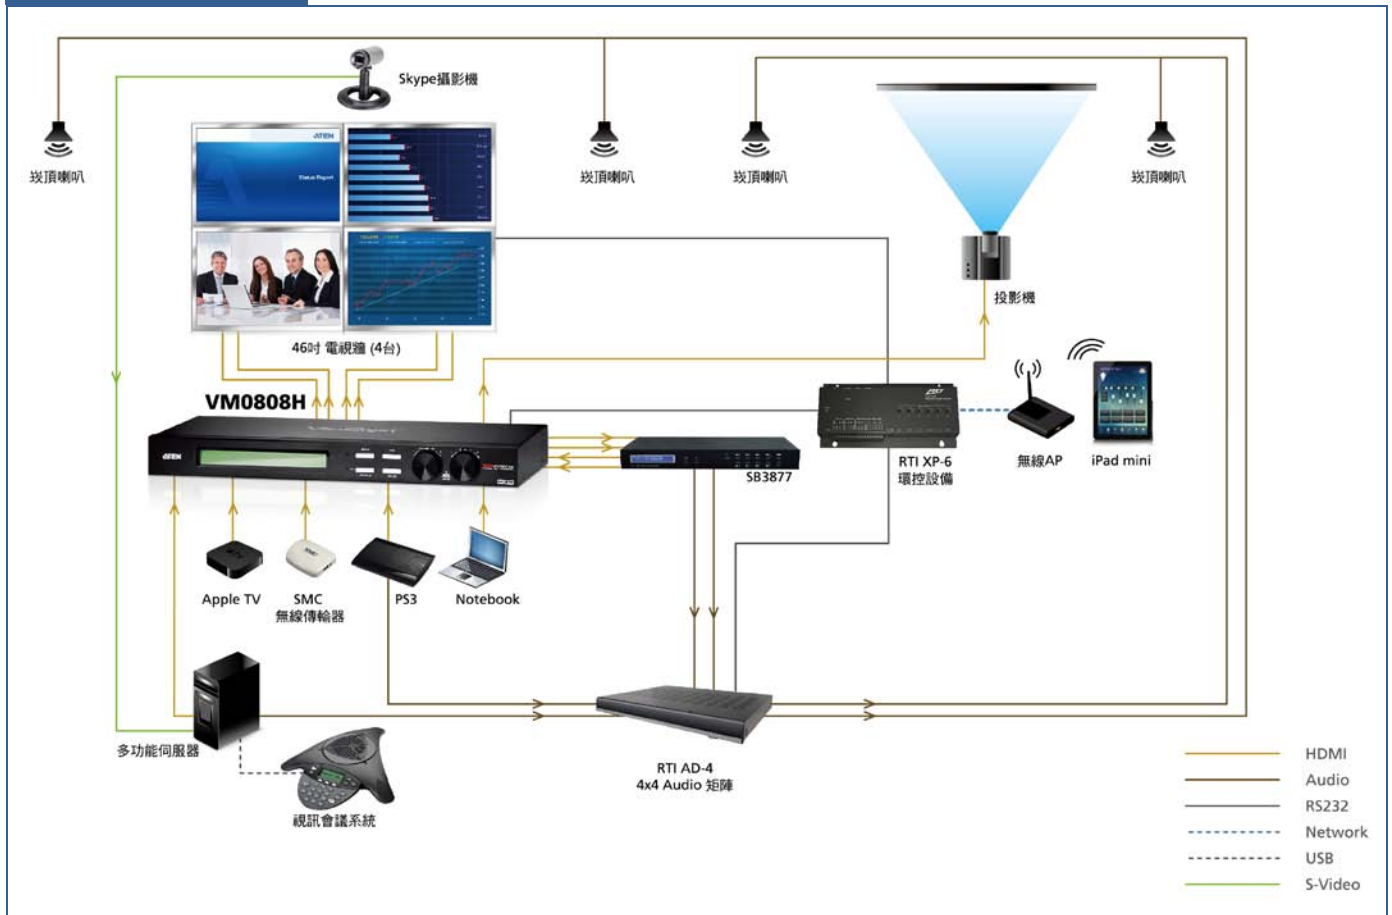 Skype攝影機
崁頂喇叭
崁頂喇叭
崁頂喇叭
崁頂喇叭
ATEN
Status Report
投影機
46吋 電視牆 (4台)
VM0808H
ATEN
SB3877
RTI XP-6
環控設備
無線AP
iPad mini
Apple TV
SMC
無線傳輸器
PS3
Notebook
多功能伺服器
視訊會議系統
RTI AD-4
4x4 Audio 矩陣
HDMI
Audio
RS232
Network
USB
S-Video